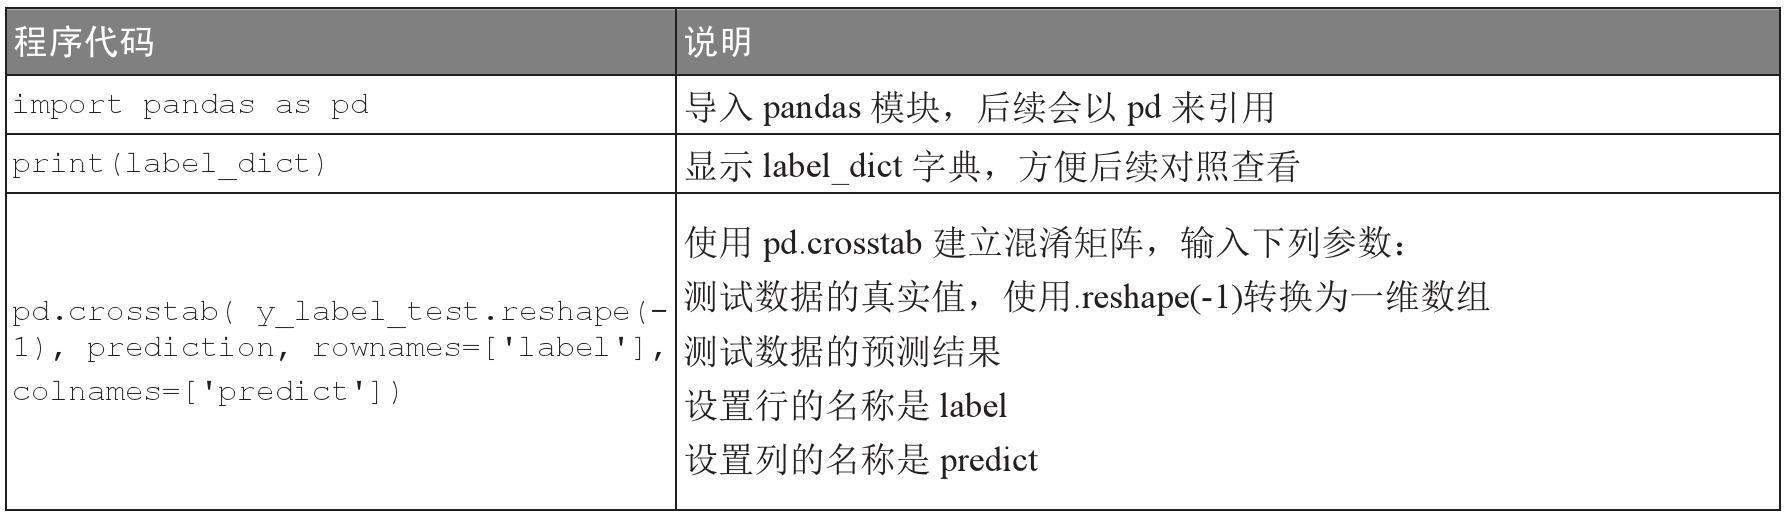 程序代码
说明
import pandas as pd
导入 pandas 模块，后续会以 pd 来引用
print(label_dict)
显示 label_dict 字典，方便后续对照查看
pd.crosstab( y_label_test.reshape(-
1), prediction, rownames=['label'],
colnames=['predict'])
使用 pd.crosstab 建立混淆矩阵，输入下列参数：
测试数据的真实值，使用.reshape(-1)转换为一维数组
测试数据的预测结果
设置行的名称是 label
设置列的名称是 predict